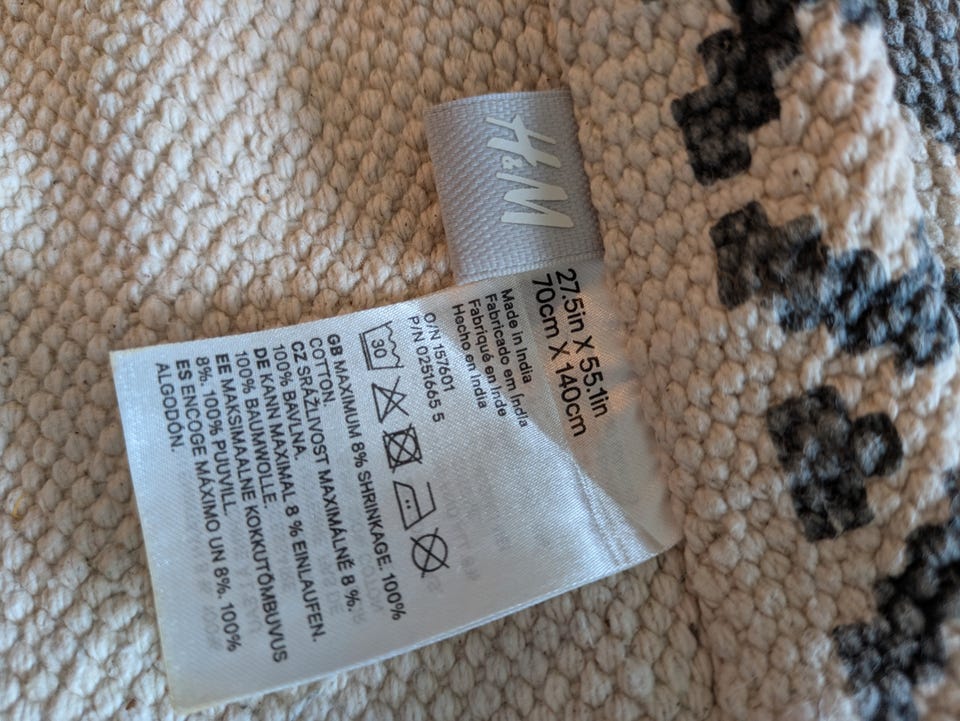 H&M
27.5in X 55.1in
70cm X 140cm
Made in India
Fabricado em Índia
Fabriqué en Inde
Hecho en India
O/N 157601
P/N 0251665 5
30
GB MAXIMUM 8% SHRINKAGE. 100%
COTTON.
CZ SRÁŽLIVOST MAXIMÁLNĚ 8 %.
100% BAVLNA.
DE KANN MAXIMAL 8 % EINLAUFEN.
100% BAUMWOLLE.
EE MAKSIMAALNE KOKKUTÕMBUVUS
8%. 100% PUUVILL.
ES ENCOGE MÁXIMO UN 8%. 100%
ALGODÓN.